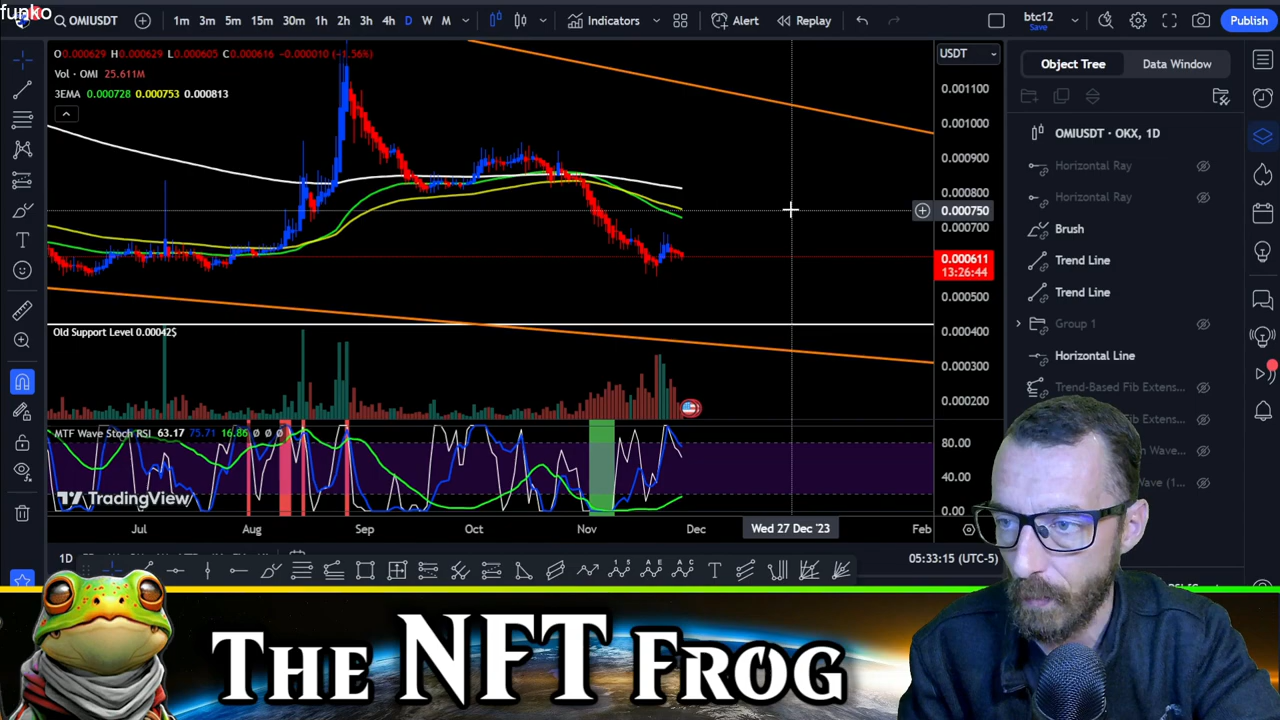 funko
OMIUSDT 1m 3m 5m 15m 30m 1h 2h 3h 4h D W M Indicators Alert Replay btc12 Save Publish
O0.000629 H0.000629 L0.000605 C0.000616 -0.000010 (-1.56%)
Vol · OMI 25.611M
3EMA 0.000728 0.000753 0.000813
USDT
0.001100
0.001000
0.000900
0.000800
0.000750
0.000700
0.000611
13:26:44
0.000500
0.000400
0.000300
0.000200
Old Support Level 0.00042$
MTF Wave Stoch RSI 63.17 75.71 16.86 Ø Ø Ø
80.00
40.00
0.00
TradingView
Jul Aug Sep Oct Nov Dec Wed 27 Dec '23 Feb
1D
05:33:15 (UTC-5)
Object Tree Data Window
OMIUSDT · OKX, 1D
Horizontal Ray
Horizontal Ray
Brush
Trend Line
Trend Line
Group 1
Horizontal Line
Trend-Based Fib Extens...
Fib Extens...
Wave...
Wave (1...
THE NFT FROG